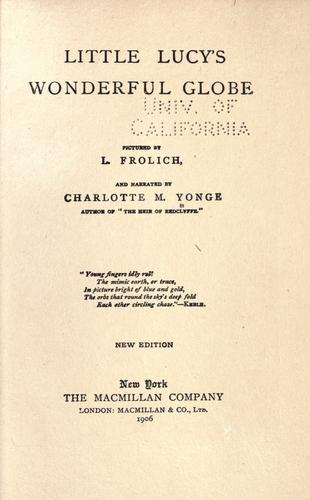 LITTLE LUCY'S
WONDERFUL GLOBE
UNIV. OF
CALIFORNIA
PICTURED BY
L. FROLICH,
AND NARRATED BY
CHARLOTTE M. YONGE
AUTHOR OF "THE HEIR OF REDCLYFFE."
"Young fingers idly roll
The mimic earth, or trace,
In picture bright of blue and gold,
The orbs that round the sky's deep fold
Each other circling chase."—KEBLE.
NEW EDITION
New York
THE MACMILLAN COMPANY
LONDON: MACMILLAN & CO., LTD.
1906